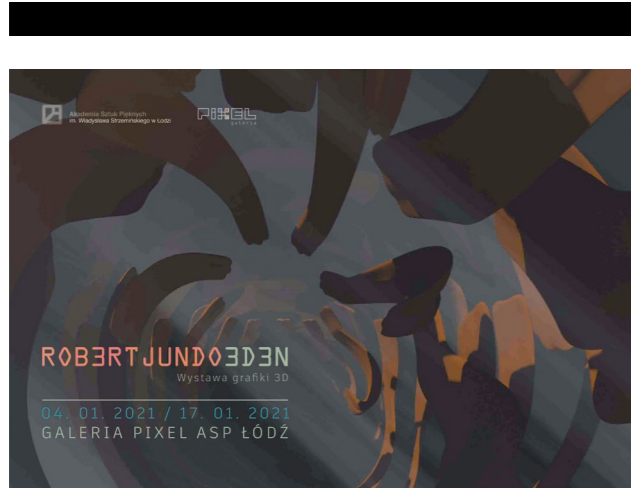 Akademia Sztuk Pięknych
im. Władysława Strzemińskiego w Łodzi
PIXEL
galeria
ROBERTJUNDOEDEN
Wystawa grafiki 3D
04. 01. 2021 / 17. 01. 2021
GALERIA PIXEL ASP ŁÓDŹ